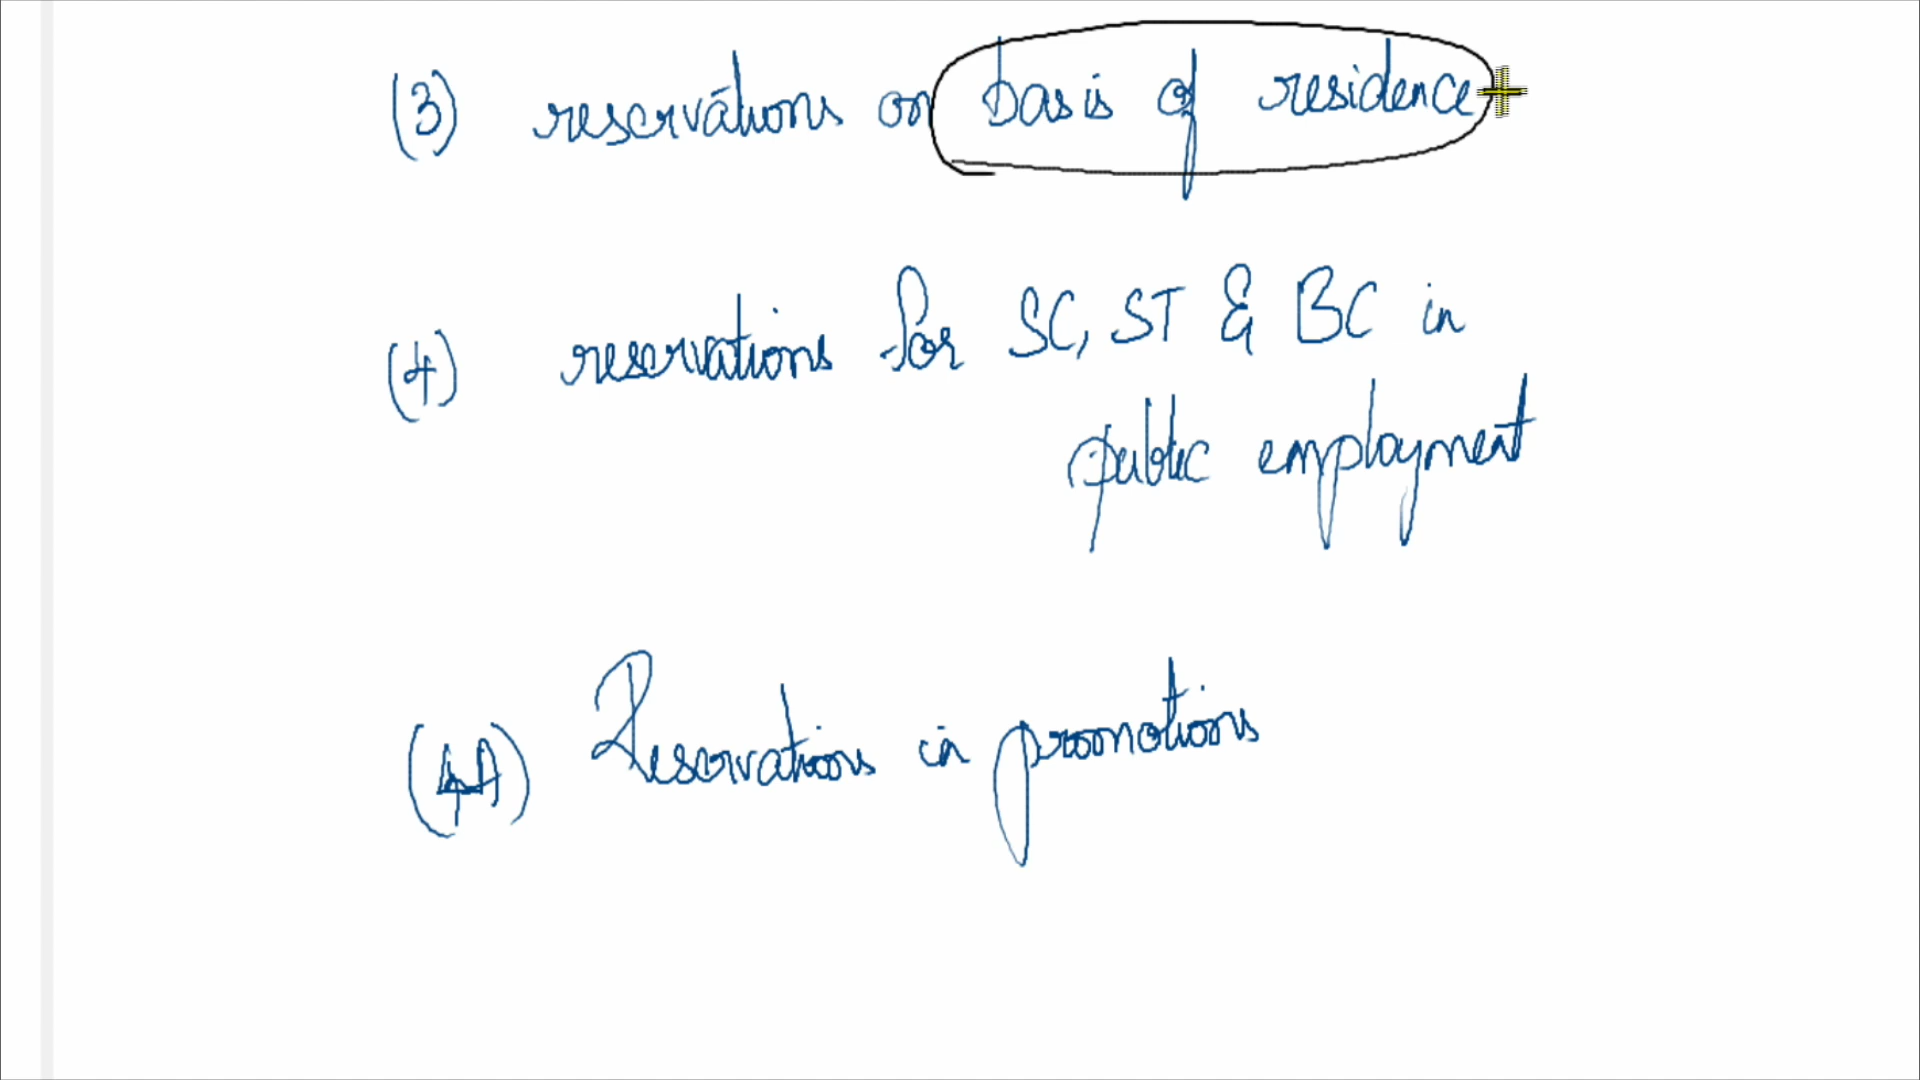 (3) reservations on basis of residence
(4) reservations for SC, ST & BC in
public employment
(4A) Reservations in promotions